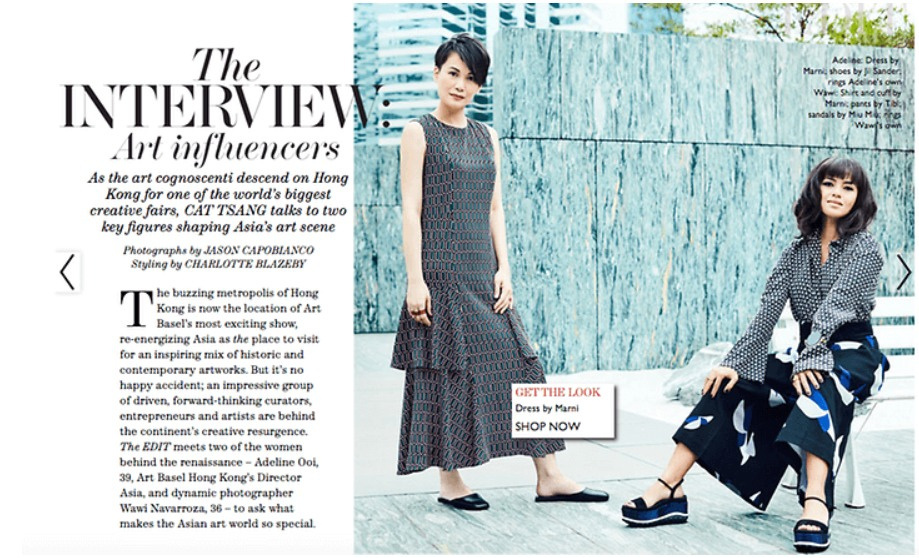 The
INTERVIEW:
Art influencers
As the art cognoscenti descend on Hong
Kong for one of the world's biggest
creative fairs, CAT TSANG talks to two
key figures shaping Asia's art scene
Photographs by JASON CAPOBIANCO
Styling by CHARLOTTE BLAZEBY
The buzzing metropolis of Hong
Kong is now the location of Art
Basel's most exciting show,
re-energizing Asia as the place to visit
for an inspiring mix of historic and
contemporary artworks. But it's no
happy accident; an impressive group
of driven, forward-thinking curators,
entrepreneurs and artists are behind
the continent's creative resurgence.
The EDIT meets two of the women
behind the renaissance – Adeline Ooi,
39, Art Basel Hong Kong's Director
Asia, and dynamic photographer
Wawi Navarroza, 36 – to ask what
makes the Asian art world so special.
Adeline: Dress by
Marni; shoes by Jil Sander;
rings Adeline's own
Wawi: Shirt and cuff by
Marni; pants by Tibi;
sandals by Miu Miu; rings
Wawi's own
GET THE LOOK
Dress by Marni
SHOP NOW